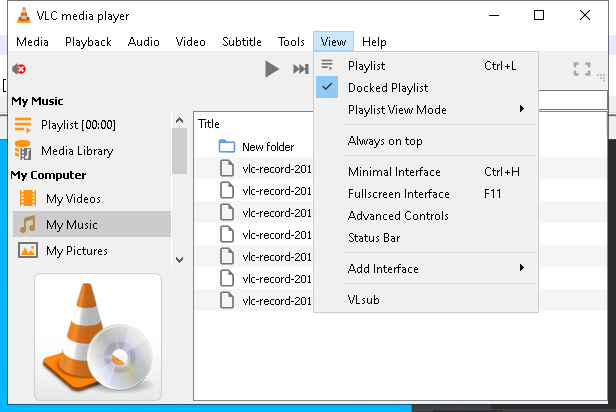 VLC media player
Media Playback Audio Video Subtitle Tools View Help
Playlist Ctrl+L
Docked Playlist
Playlist View Mode
Always on top
Minimal Interface Ctrl+H
Fullscreen Interface F11
Advanced Controls
Status Bar
Add Interface
VLsub
My Music
Playlist [00:00]
Media Library
My Computer
My Videos
My Music
My Pictures
Title
New folder
vlc-record-201
vlc-record-201
vlc-record-201
vlc-record-201
vlc-record-201
vlc-record-201
vlc-record-201